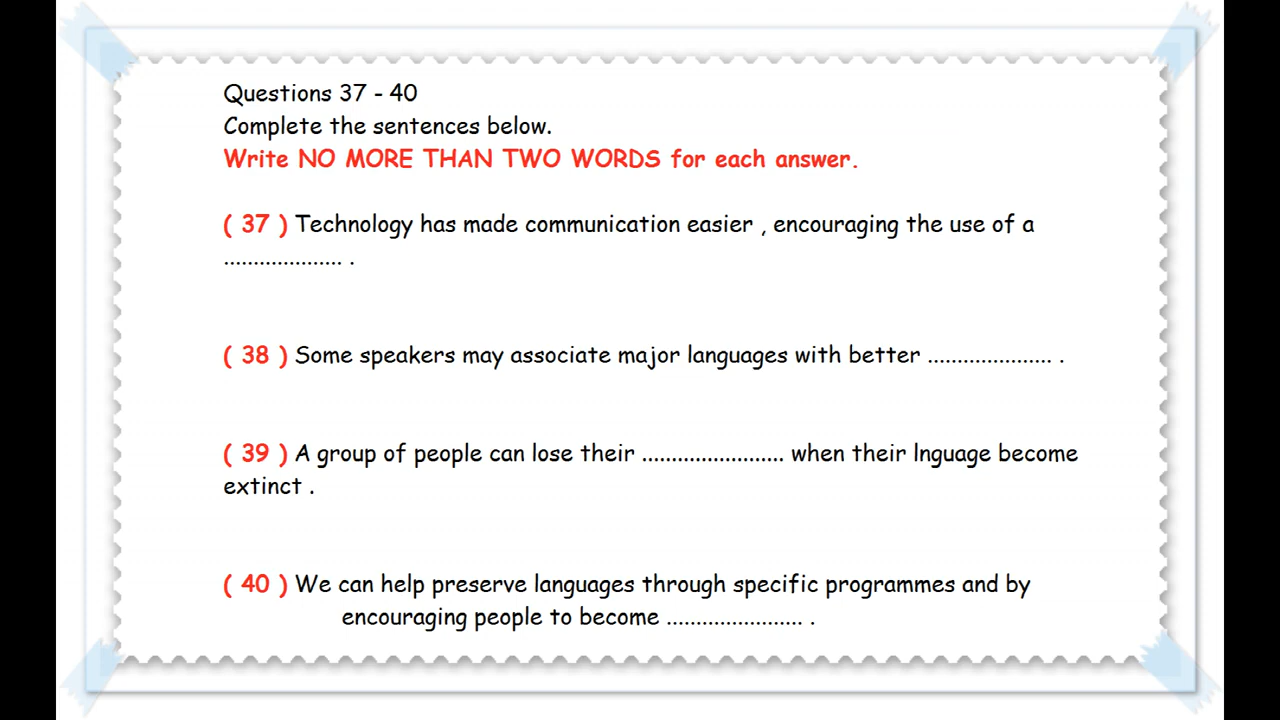 Questions 37 - 40
Complete the sentences below.
Write NO MORE THAN TWO WORDS for each answer.
( 37 ) Technology has made communication easier , encouraging the use of a
.................... .
( 38 ) Some speakers may associate major languages with better ..................... .
( 39 ) A group of people can lose their ........................ when their lnguage become
extinct .
( 40 ) We can help preserve languages through specific programmes and by
encouraging people to become ....................... .